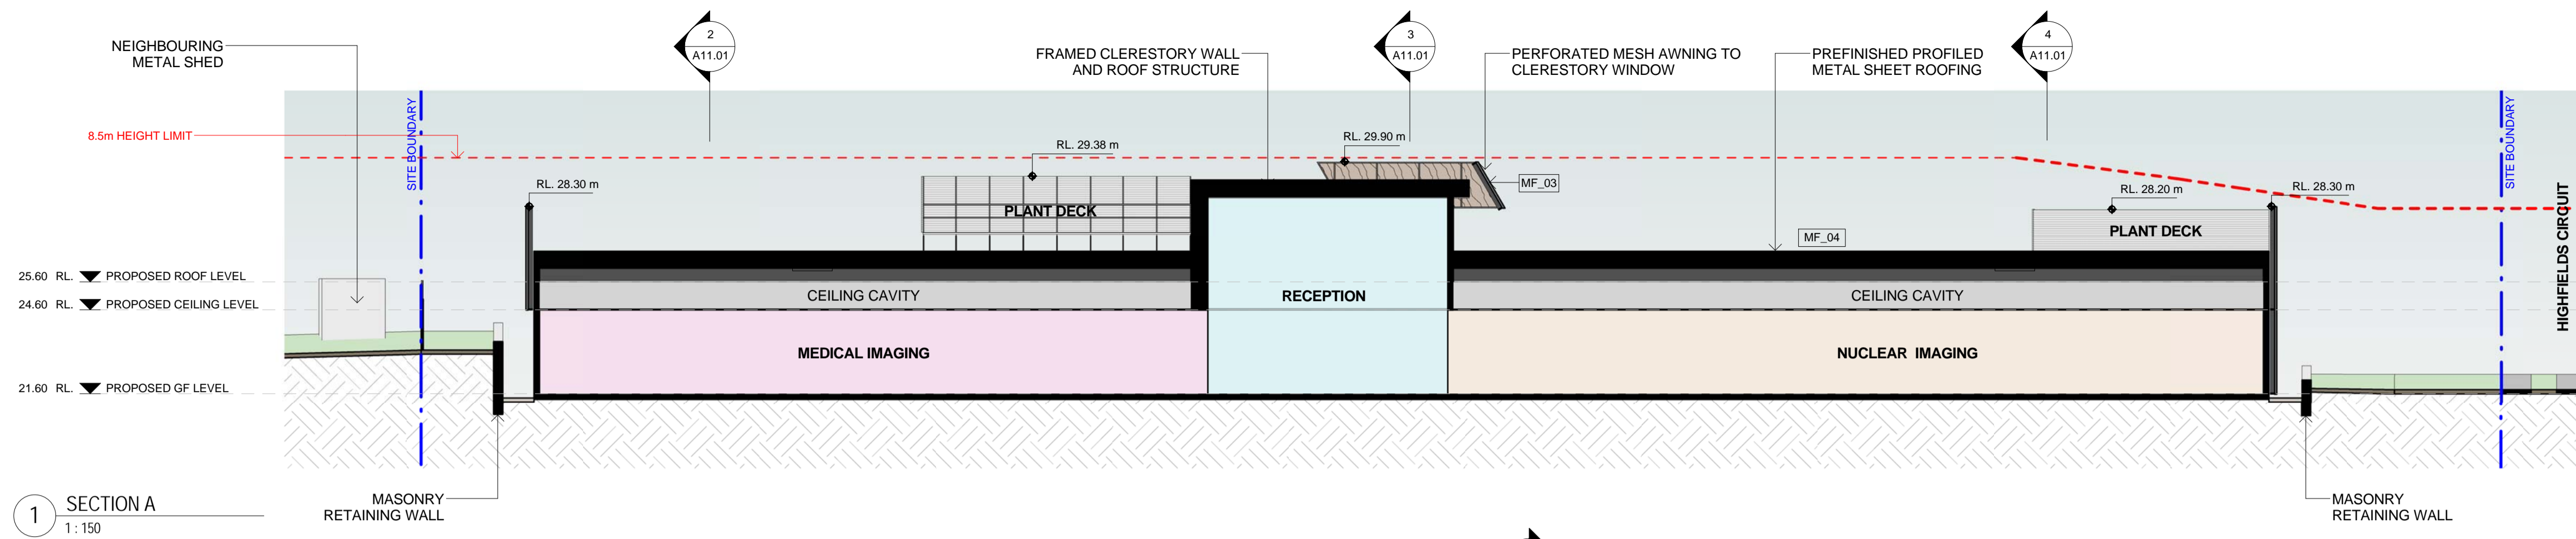 2
A11.01
3
A11.01
4
A11.01
NEIGHBOURING
METAL SHED
FRAMED CLERESTORY WALL
AND ROOF STRUCTURE
PERFORATED MESH AWNING TO
CLERESTORY WINDOW
PREFINISHED PROFILED
METAL SHEET ROOFING
8.5m HEIGHT LIMIT
SITE BOUNDARY
SITE BOUNDARY
HIGHFIELDS CIRCUIT
RL. 28.30 m
RL. 29.38 m
RL. 29.90 m
MF_03
RL. 28.20 m
RL. 28.30 m
PLANT DECK
PLANT DECK
MF_04
25.60 RL. PROPOSED ROOF LEVEL
24.60 RL. PROPOSED CEILING LEVEL
21.60 RL. PROPOSED GF LEVEL
CEILING CAVITY
RECEPTION
CEILING CAVITY
MEDICAL IMAGING
NUCLEAR IMAGING
MASONRY
RETAINING WALL
MASONRY
RETAINING WALL
1
SECTION A
1 : 150